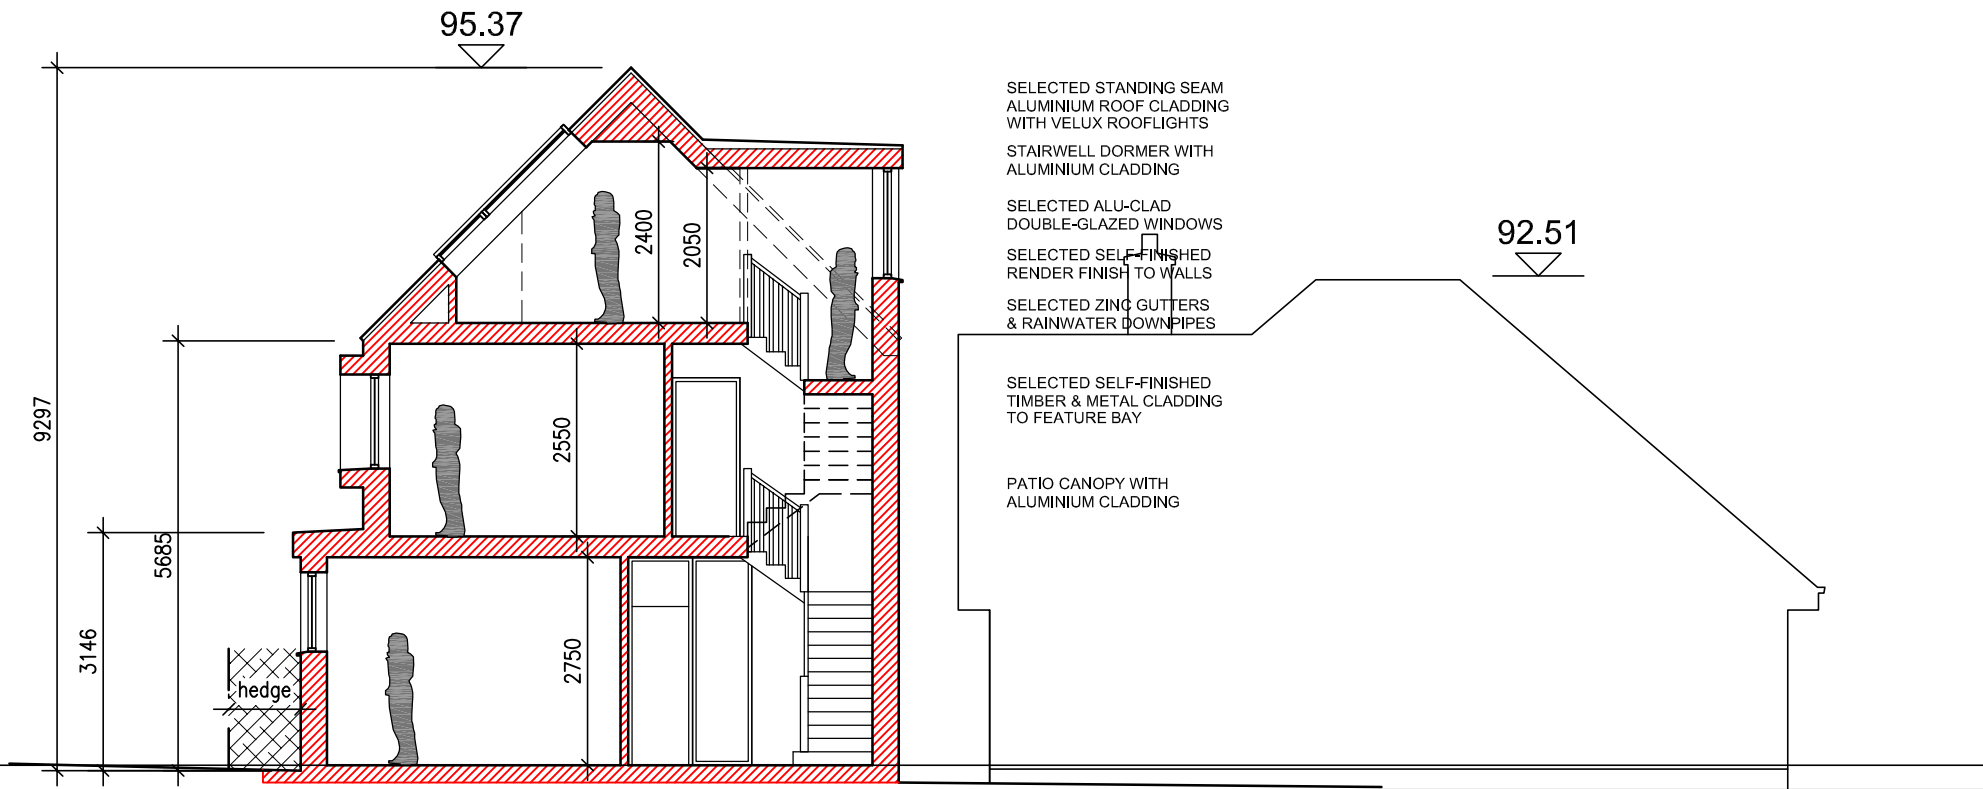 95.37
SELECTED STANDING SEAM
ALUMINIUM ROOF CLADDING
WITH VELUX ROOFLIGHTS
STAIRWELL DORMER WITH
ALUMINIUM CLADDING
SELECTED ALU-CLAD
DOUBLE-GLAZED WINDOWS
SELECTED SELF-FINISHED
RENDER FINISH TO WALLS
SELECTED ZINC GUTTERS
& RAINWATER DOWNPIPES
SELECTED SELF-FINISHED
TIMBER & METAL CLADDING
TO FEATURE BAY
PATIO CANOPY WITH
ALUMINIUM CLADDING
92.51
2400
2050
9297
2550
5685
3146
2750
hedge